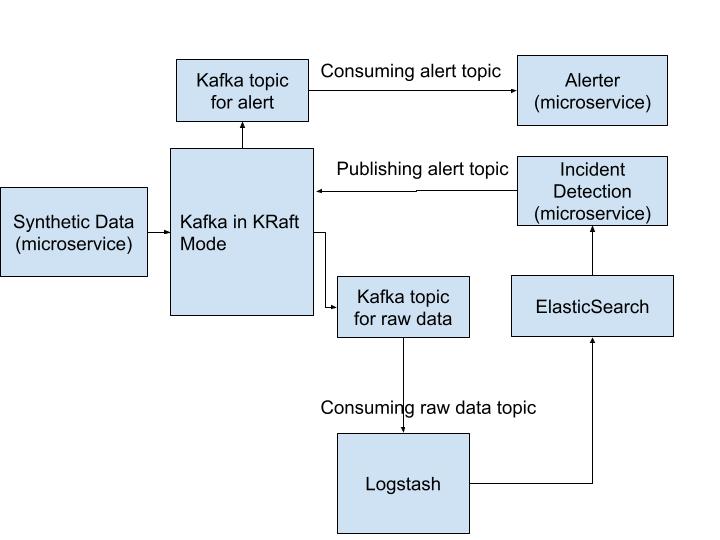 Kafka topic
for alert
Consuming alert topic
Alerter
(microservice)
Publishing alert topic
Incident
Detection
(microservice)
Synthetic Data
(microservice)
Kafka in KRaft
Mode
Kafka topic
for raw data
ElasticSearch
Consuming raw data topic
Logstash